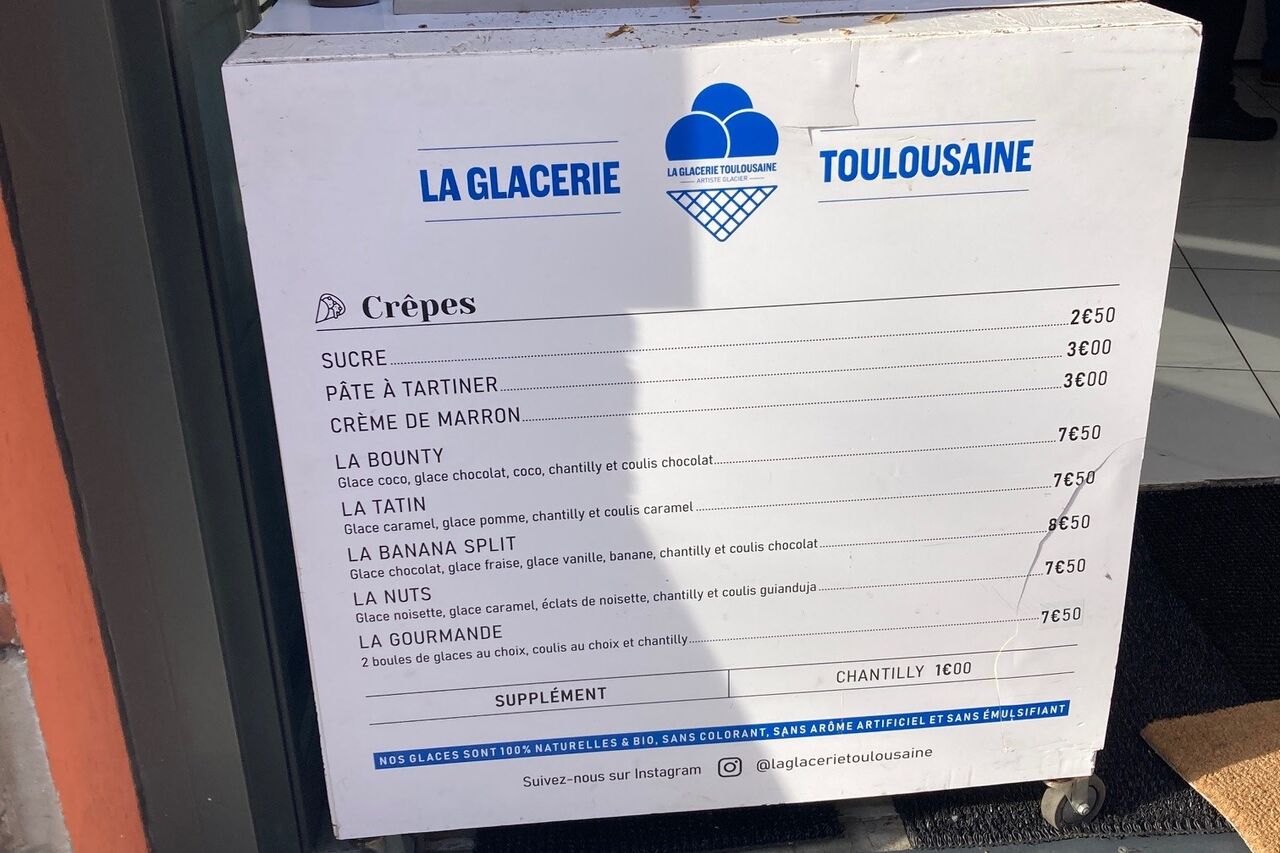 LA GLACERIE
LA GLACERIE TOULOUSAINE
ARTISTE GLACIER
TOULOUSAINE
Crêpes
SUCRE 2€50
PÂTE À TARTINER 3€00
CRÈME DE MARRON 3€00
LA BOUNTY
Glace coco, glace chocolat, coco, chantilly et coulis chocolat 7€50
LA TATIN
Glace caramel, glace pomme, chantilly et coulis caramel 7€50
LA BANANA SPLIT
Glace chocolat, glace fraise, glace vanille, banane, chantilly et coulis chocolat 8€50
LA NUTS
Glace noisette, glace caramel, éclats de noisette, chantilly et coulis guianduja 7€50
LA GOURMANDE
2 boules de glaces au choix, coulis au choix et chantilly 7€50
SUPPLÉMENT CHANTILLY 1€00
NOS GLACES SONT 100% NATURELLES & BIO, SANS COLORANT, SANS ARÔME ARTIFICIEL ET SANS ÉMULSIFIANT
Suivez-nous sur Instagram @laglacerietoulousaine